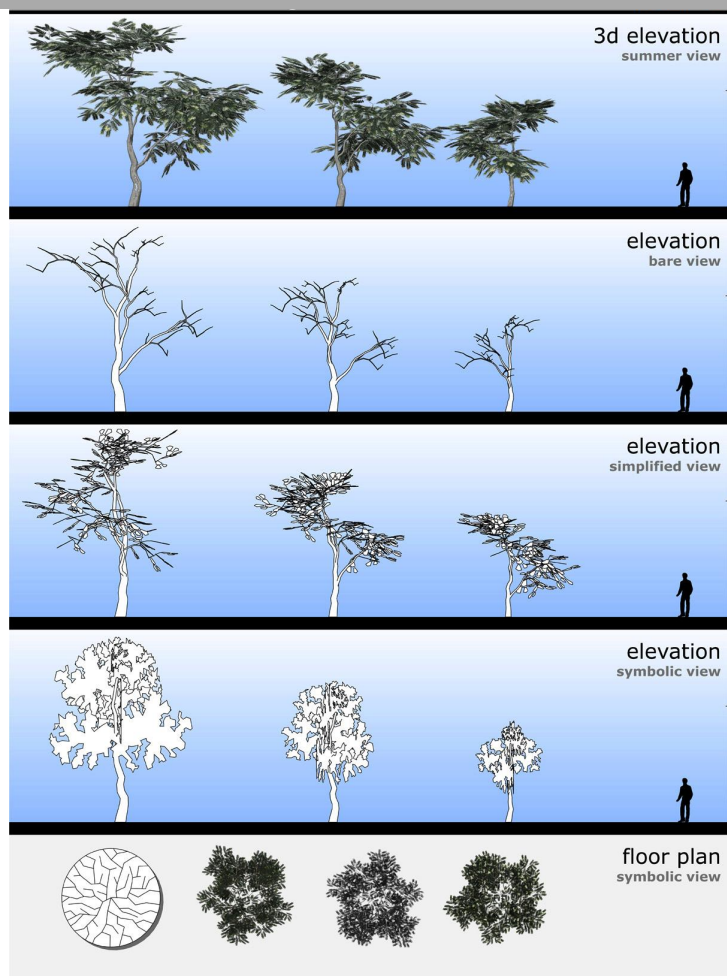 3d elevation
summer view
elevation
bare view
elevation
simplified view
elevation
symbolic view
floor plan
symbolic view